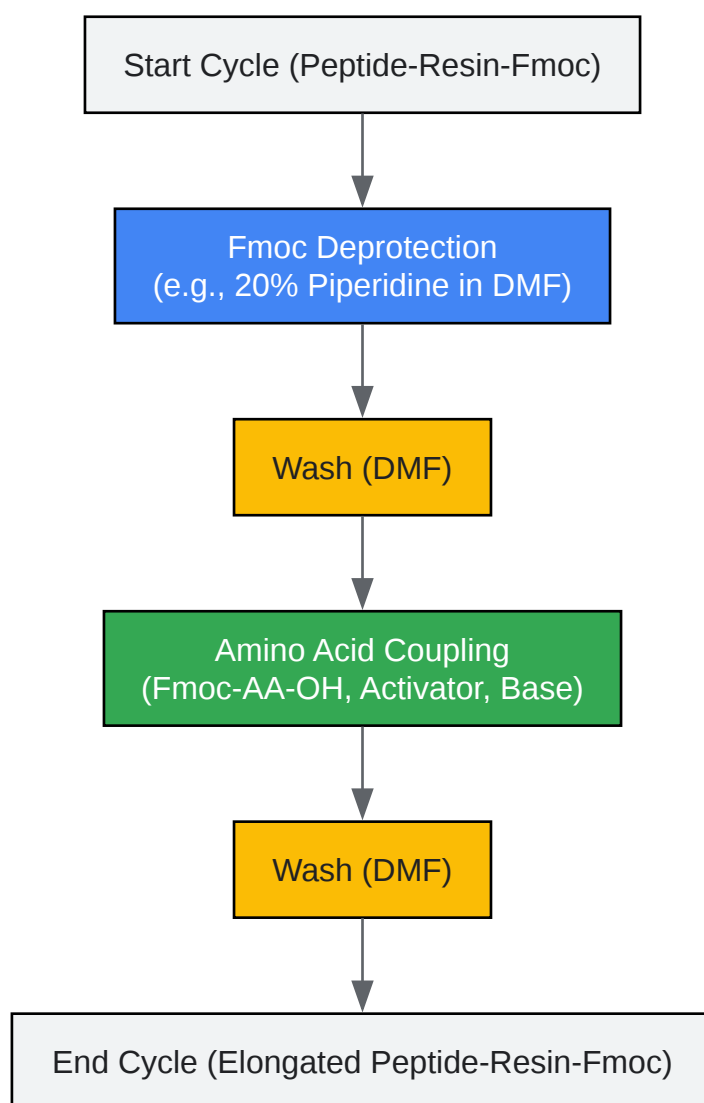 Start Cycle (Peptide-Resin-Fmoc)
Fmoc Deprotection
(e.g., 20% Piperidine in DMF)
Wash (DMF)
Amino Acid Coupling
(Fmoc-AA-OH, Activator, Base)
Wash (DMF)
End Cycle (Elongated Peptide-Resin-Fmoc)